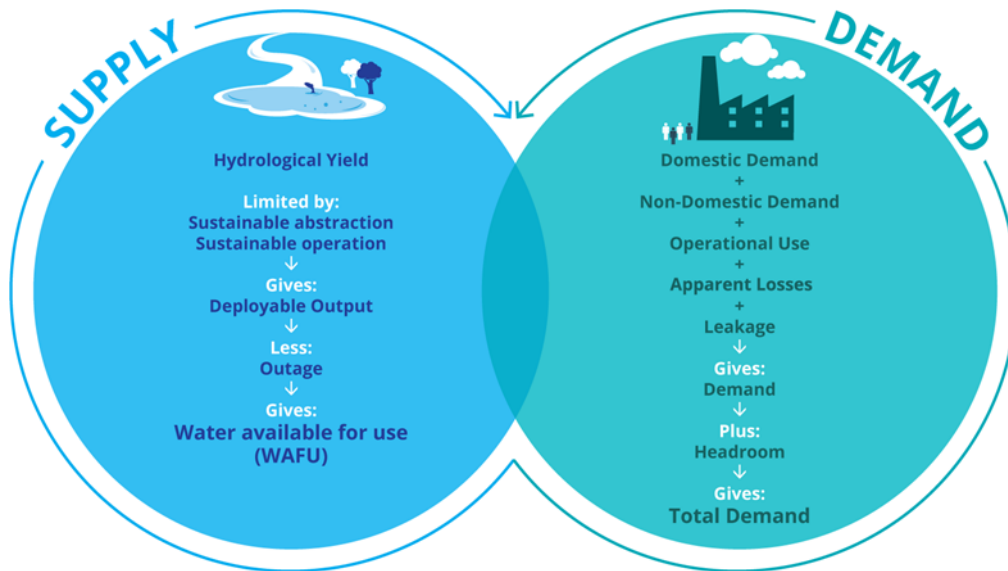 SUPPLY
Hydrological Yield
Limited by:
Sustainable abstraction
Sustainable operation
↓
Gives:
Deployable Output
↓
Less:
Outage
↓
Gives:
Water available for use
(WAFU)
DEMAND
Domestic Demand
+
Non-Domestic Demand
+
Operational Use
+
Apparent Losses
+
Leakage
↓
Gives:
Demand
↓
Plus:
Headroom
↓
Gives:
Total Demand